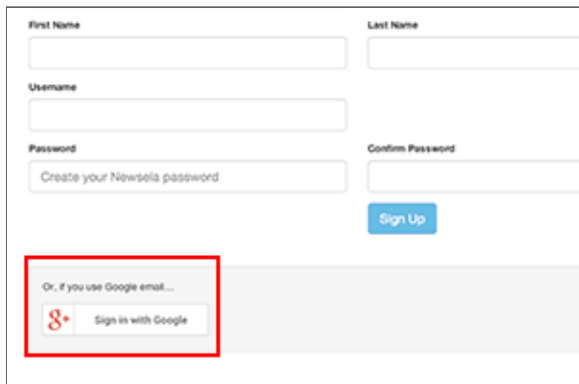 First Name
Last Name
Username
Password
Confirm Password
Create your Newsela password
Sign Up
Or, if you use Google email...
g+ Sign in with Google